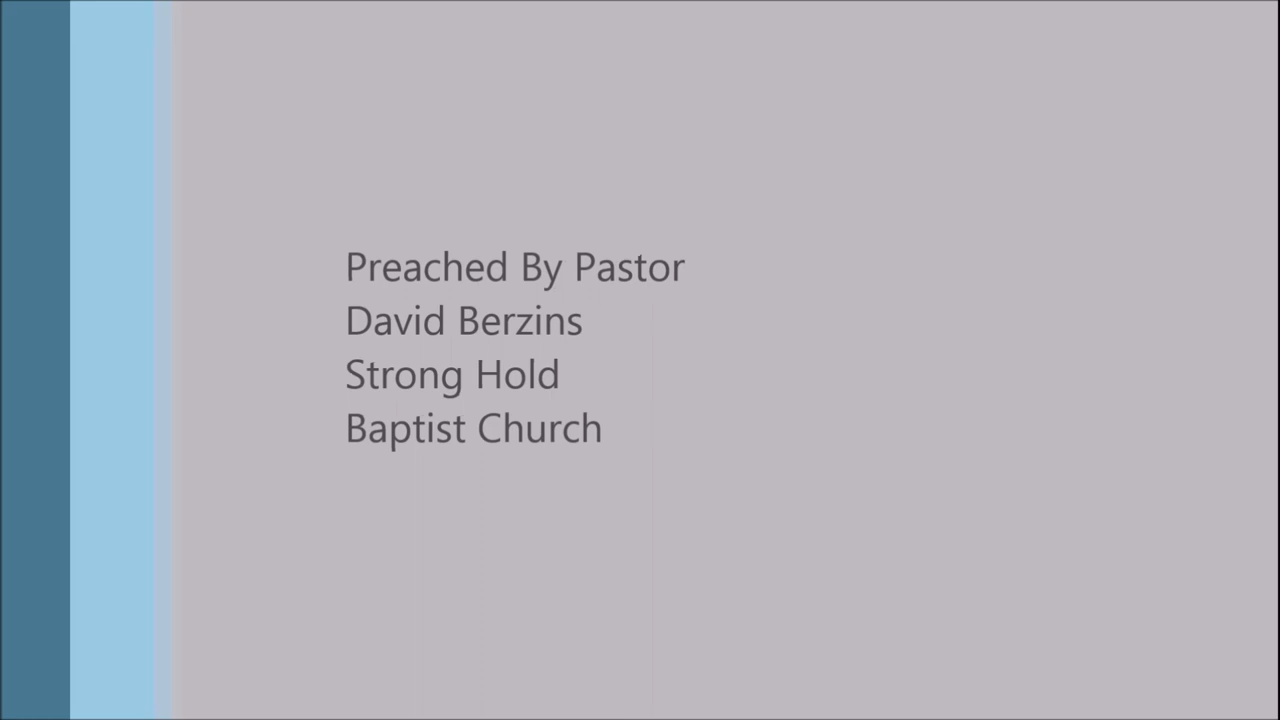 Preached By Pastor
David Berzins
Strong Hold
Baptist Church